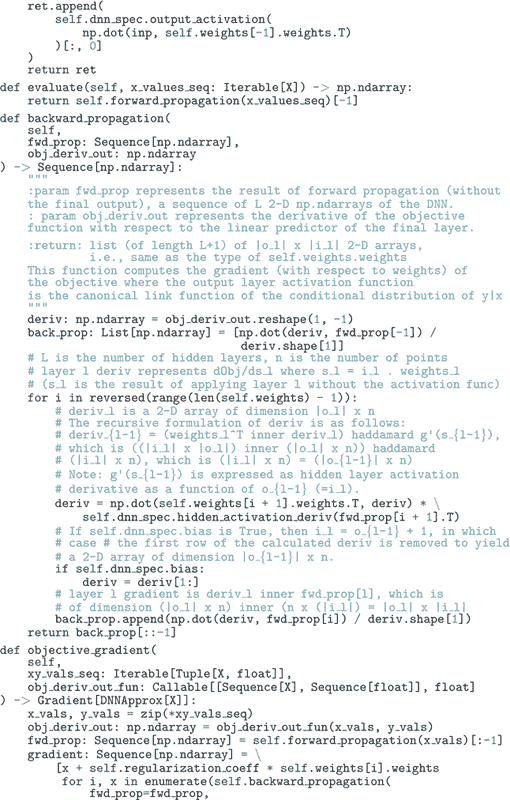 ret.append(
self.dnn_spec.output_activation(
np.dot(inp, self.weights[-1].weights.T)
)[:, 0]
)
return ret
def evaluate(self, x_values_seq: Iterable[X]) -> np.ndarray:
return self.forward_propagation(x_values_seq)[-1]
def backward_propagation(
self,
fwd_prop: Sequence[np.ndarray],
obj_deriv_out: np.ndarray
) -> Sequence[np.ndarray]:
"""
:param fwd_prop represents the result of forward propagation (without
the final output), a sequence of L 2-D np.ndarrays of the DNN.
: param obj_deriv_out represents the derivative of the objective
function with respect to the linear predictor of the final layer.
:return: list (of length L+1) of |o_l| x |i_l| 2-D arrays,
i.e., same as the type of self.weights.weights
This function computes the gradient (with respect to weights) of
the objective where the output layer activation function
is the canonical link function of the conditional distribution of y|x
"""
deriv: np.ndarray = obj_deriv_out.reshape(1, -1)
back_prop: List[np.ndarray] = [np.dot(deriv, fwd_prop[-1]) /
deriv.shape[1]]
# L is the number of hidden layers, n is the number of points
# layer l deriv represents dObj/ds_l where s_l = i_l . weights_l
# (s_l is the result of applying layer l without the activation func)
for i in reversed(range(len(self.weights) - 1)):
# deriv_l is a 2-D array of dimension |o_l| x n
# The recursive formulation of deriv is as follows:
# deriv_{l-1} = (weights_l^T inner deriv_l) haddamard g'(s_{l-1}),
# which is ((|i_l| x |o_l|) inner (|o_l| x n)) haddamard
# (|i_l| x n), which is (|i_l| x n) = (|o_{l-1}| x n)
# Note: g'(s_{l-1}) is expressed as hidden layer activation
# derivative as a function of o_{l-1} (=i_l).
deriv = np.dot(self.weights[i + 1].weights.T, deriv) * \
self.dnn_spec.hidden_activation_deriv(fwd_prop[i + 1].T)
# If self.dnn_spec.bias is True, then i_l = o_{l-1} + 1, in which
# case # the first row of the calculated deriv is removed to yield
# a 2-D array of dimension |o_{l-1}| x n.
if self.dnn_spec.bias:
deriv = deriv[1:]
# layer l gradient is deriv_l inner fwd_prop[l], which is
# of dimension (|o_l| x n) inner (n x (|i_l|) = |o_l| x |i_l|
back_prop.append(np.dot(deriv, fwd_prop[i]) / deriv.shape[1])
return back_prop[::-1]
def objective_gradient(
self,
xy_vals_seq: Iterable[Tuple[X, float]],
obj_deriv_out_fun: Callable[[Sequence[X], Sequence[float]], float]
) -> Gradient[DNNApprox[X]]:
x_vals, y_vals = zip(*xy_vals_seq)
obj_deriv_out: np.ndarray = obj_deriv_out_fun(x_vals, y_vals)
fwd_prop: Sequence[np.ndarray] = self.forward_propagation(x_vals)[:-1]
gradient: Sequence[np.ndarray] = \
[x + self.regularization_coeff * self.weights[i].weights
for i, x in enumerate(self.backward_propagation(
fwd_prop=fwd_prop,